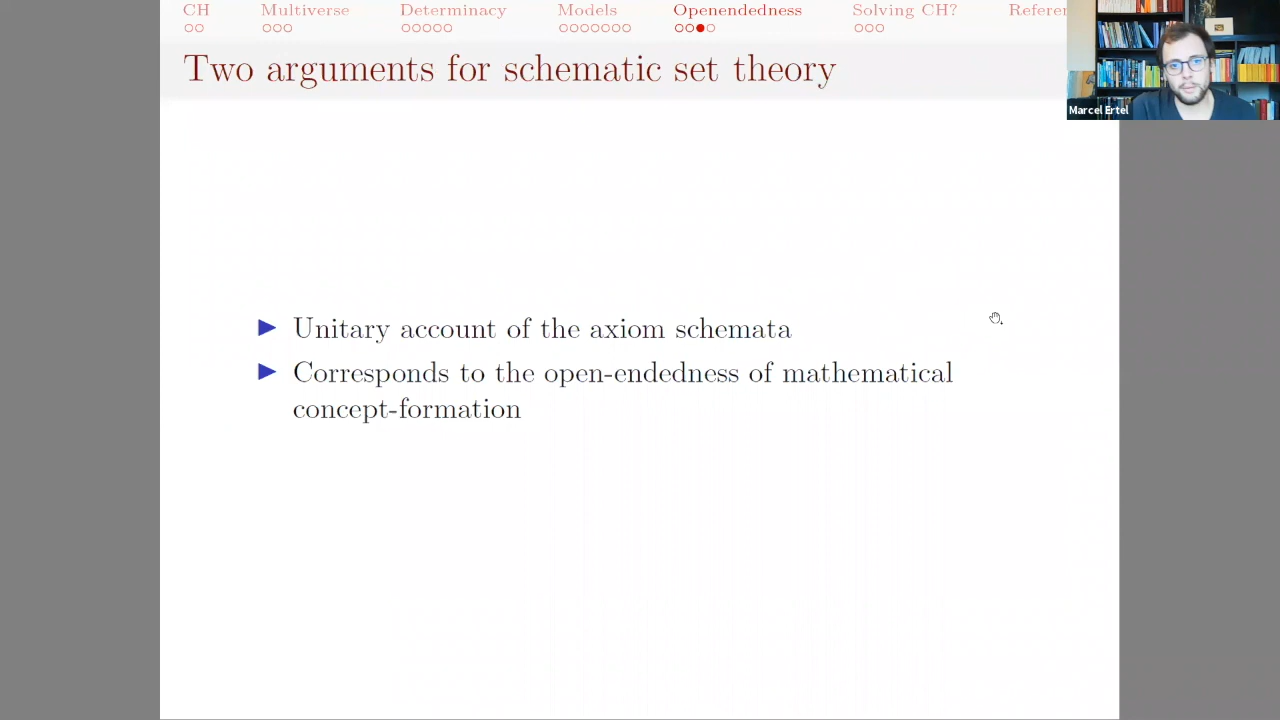 CH Multiverse Determinacy Models Openendedness Solving CH? Refer
Marcel Ertel
Two arguments for schematic set theory
Unitary account of the axiom schemata
Corresponds to the open-endedness of mathematical
concept-formation